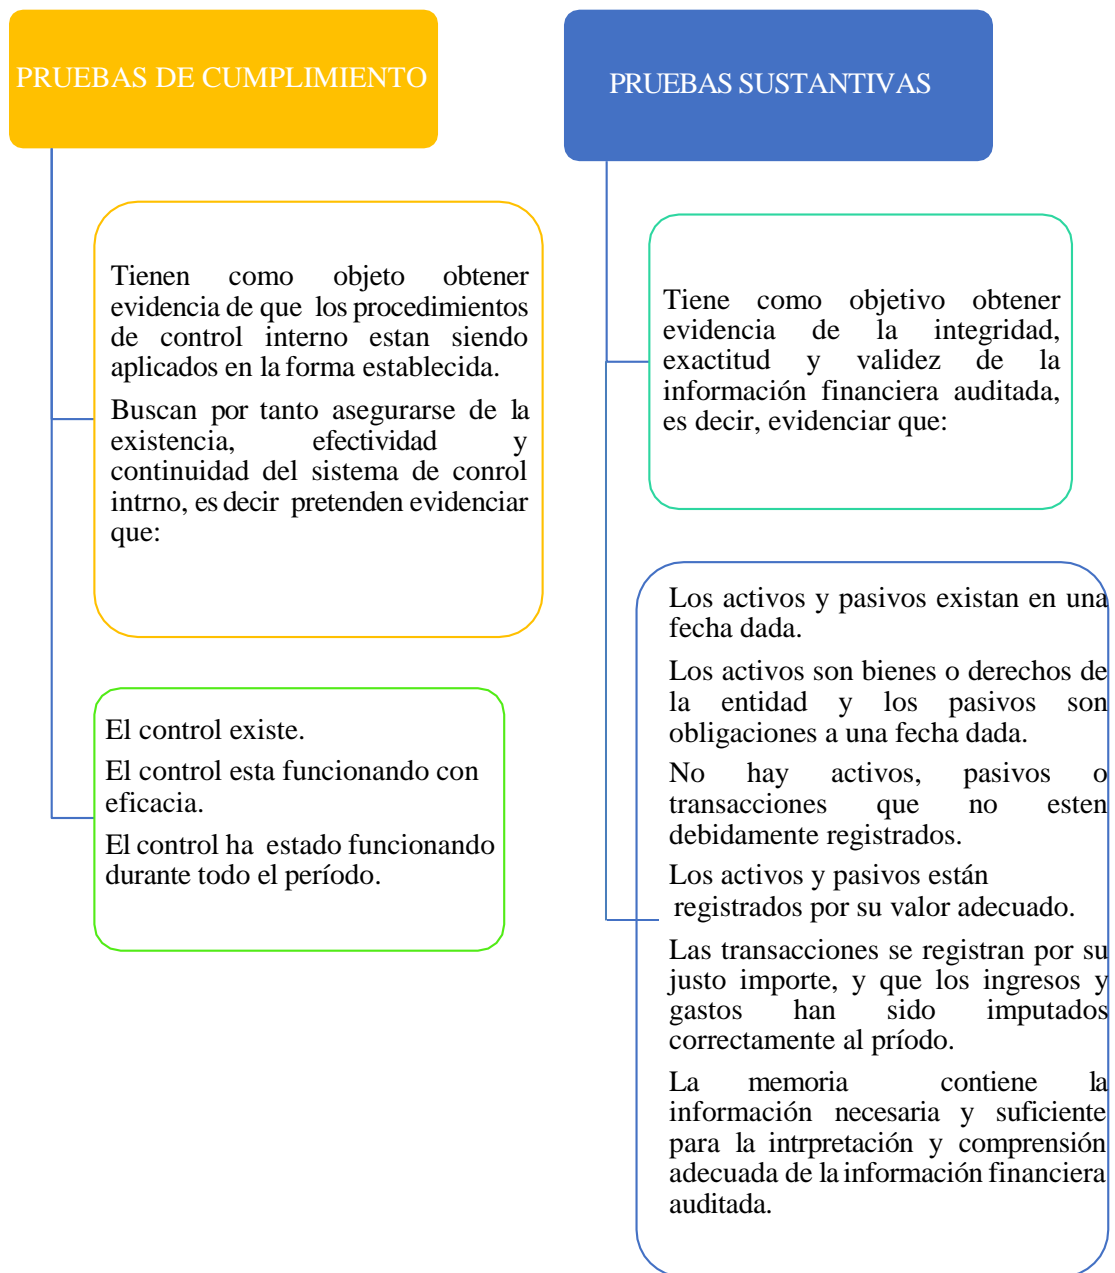 PRUEBAS DE CUMPLIMIENTO
Tienen como objeto obtener
evidencia de que los procedimientos
de control interno estan siendo
aplicados en la forma establecida.
Buscan por tanto asegurarse de la
existencia, efectividad y
continuidad del sistema de conrol
intrno, es decir pretenden evidenciar
que:
El control existe.
El control esta funcionando con
eficacia.
El control ha estado funcionando
durante todo el período.
PRUEBAS SUSTANTIVAS
Tiene como objetivo obtener
evidencia de la integridad,
exactitud y validez de la
información financiera auditada,
es decir, evidenciar que:
Los activos y pasivos existan en una
fecha dada.
Los activos son bienes o derechos de
la entidad y los pasivos son
obligaciones a una fecha dada.
No hay activos, pasivos o
transacciones que no esten
debidamente registrados.
Los activos y pasivos están
registrados por su valor adecuado.
Las transacciones se registran por su
justo importe, y que los ingresos y
gastos han sido imputados
correctamente al príodo.
La memoria contiene la
información necesaria y suficiente
para la intrpretación y comprensión
adecuada de la información financiera
auditada.